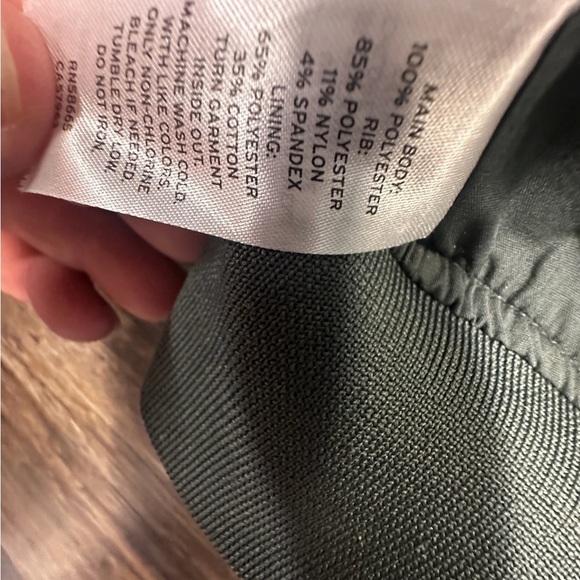 MAIN BODY
100% POLYESTER
RIB:
85% POLYESTER
11% NYLON
4% SPANDEX
LINING:
65% POLYESTER
35% COTTON
TURN GARMENT
INSIDE OUT.
MACHINE WASH COLD
WITH LIKE COLORS.
ONLY NON-CHLORINE
BLEACH IF NEEDED.
TUMBLE DRY LOW.
DO NOT IRON.